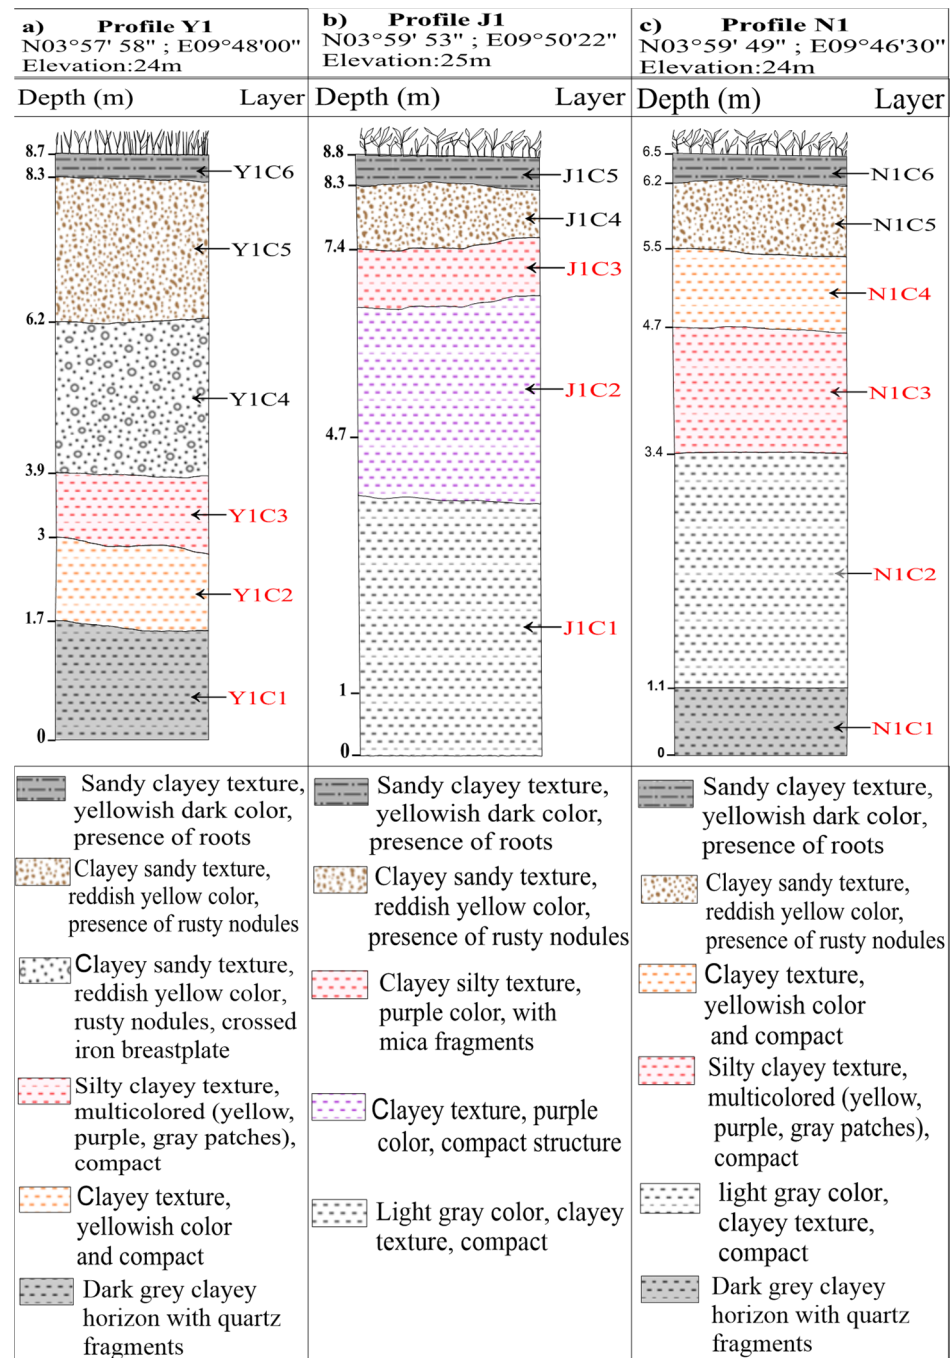 a) Profile Y1
N03°57' 58" ; E09°48'00"
Elevation:24m
Depth (m) Layer
8.7
8.3
6.2
3.9
3
1.7
0
Y1C6
Y1C5
Y1C4
Y1C3
Y1C2
Y1C1
Sandy clayey texture,
yellowish dark color,
presence of roots
Clayey sandy texture,
reddish yellow color,
presence of rusty nodules
Clayey sandy texture,
reddish yellow color,
rusty nodules, crossed
iron breastplate
Silty clayey texture,
multicolored (yellow,
purple, gray patches),
compact
Clayey texture,
yellowish color
and compact
Dark grey clayey
horizon with quartz
fragments
b) Profile J1
N03°59' 53" ; E09°50'22"
Elevation:25m
Depth (m) Layer
8.8
8.3
7.4
4.7
1
0
J1C5
J1C4
J1C3
J1C2
J1C1
Sandy clayey texture,
yellowish dark color,
presence of roots
Clayey sandy texture,
reddish yellow color,
presence of rusty nodules
Clayey silty texture,
purple color, with
mica fragments
Clayey texture, purple
color, compact structure
Light gray color, clayey
texture, compact
c) Profile N1
N03°59' 49" ; E09°46'30"
Elevation:24m
Depth (m) Layer
6.5
6.2
5.5
4.7
3.4
1.1
0
N1C6
N1C5
N1C4
N1C3
N1C2
N1C1
Sandy clayey texture,
yellowish dark color,
presence of roots
Clayey sandy texture,
reddish yellow color,
presence of rusty nodules
Clayey texture,
yellowish color
and compact
Silty clayey texture,
multicolored (yellow,
purple, gray patches),
compact
light gray color,
clayey texture,
compact
Dark grey clayey
horizon with quartz
fragments